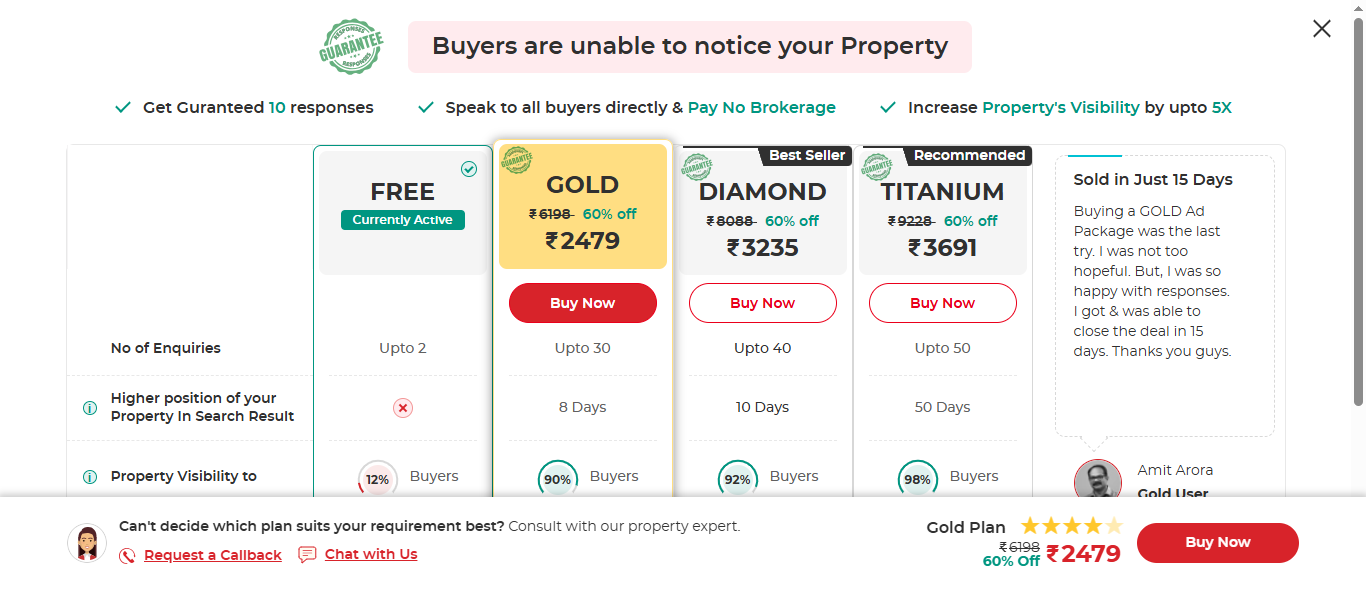 RESPONSES
GUARANTEE
RESPONSES
Buyers are unable to notice your Property
Get Guranteed 10 responses
Speak to all buyers directly & Pay No Brokerage
Increase Property's Visibility by upto 5X
FREE
Currently Active
GUARANTEE
GOLD
₹6198 60% off
₹2479
Buy Now
GUARANTEE
Best Seller
DIAMOND
₹8088 60% off
₹3235
Buy Now
GUARANTEE
Recommended
TITANIUM
₹9228 60% off
₹3691
Buy Now
No of Enquiries
Upto 2
Upto 30
Upto 40
Upto 50
Higher position of your
Property In Search Result
8 Days
10 Days
50 Days
Property Visibility to
12% Buyers
90% Buyers
92% Buyers
98% Buyers
Sold in Just 15 Days
Buying a GOLD Ad
Package was the last
try. I was not too
hopeful. But, I was so
happy with responses.
I got & was able to
close the deal in 15
days. Thanks you guys.
Amit Arora
Gold User
Can't decide which plan suits your requirement best? Consult with our property expert.
Request a Callback
Chat with Us
Gold Plan
₹6198
60% Off
₹2479
Buy Now